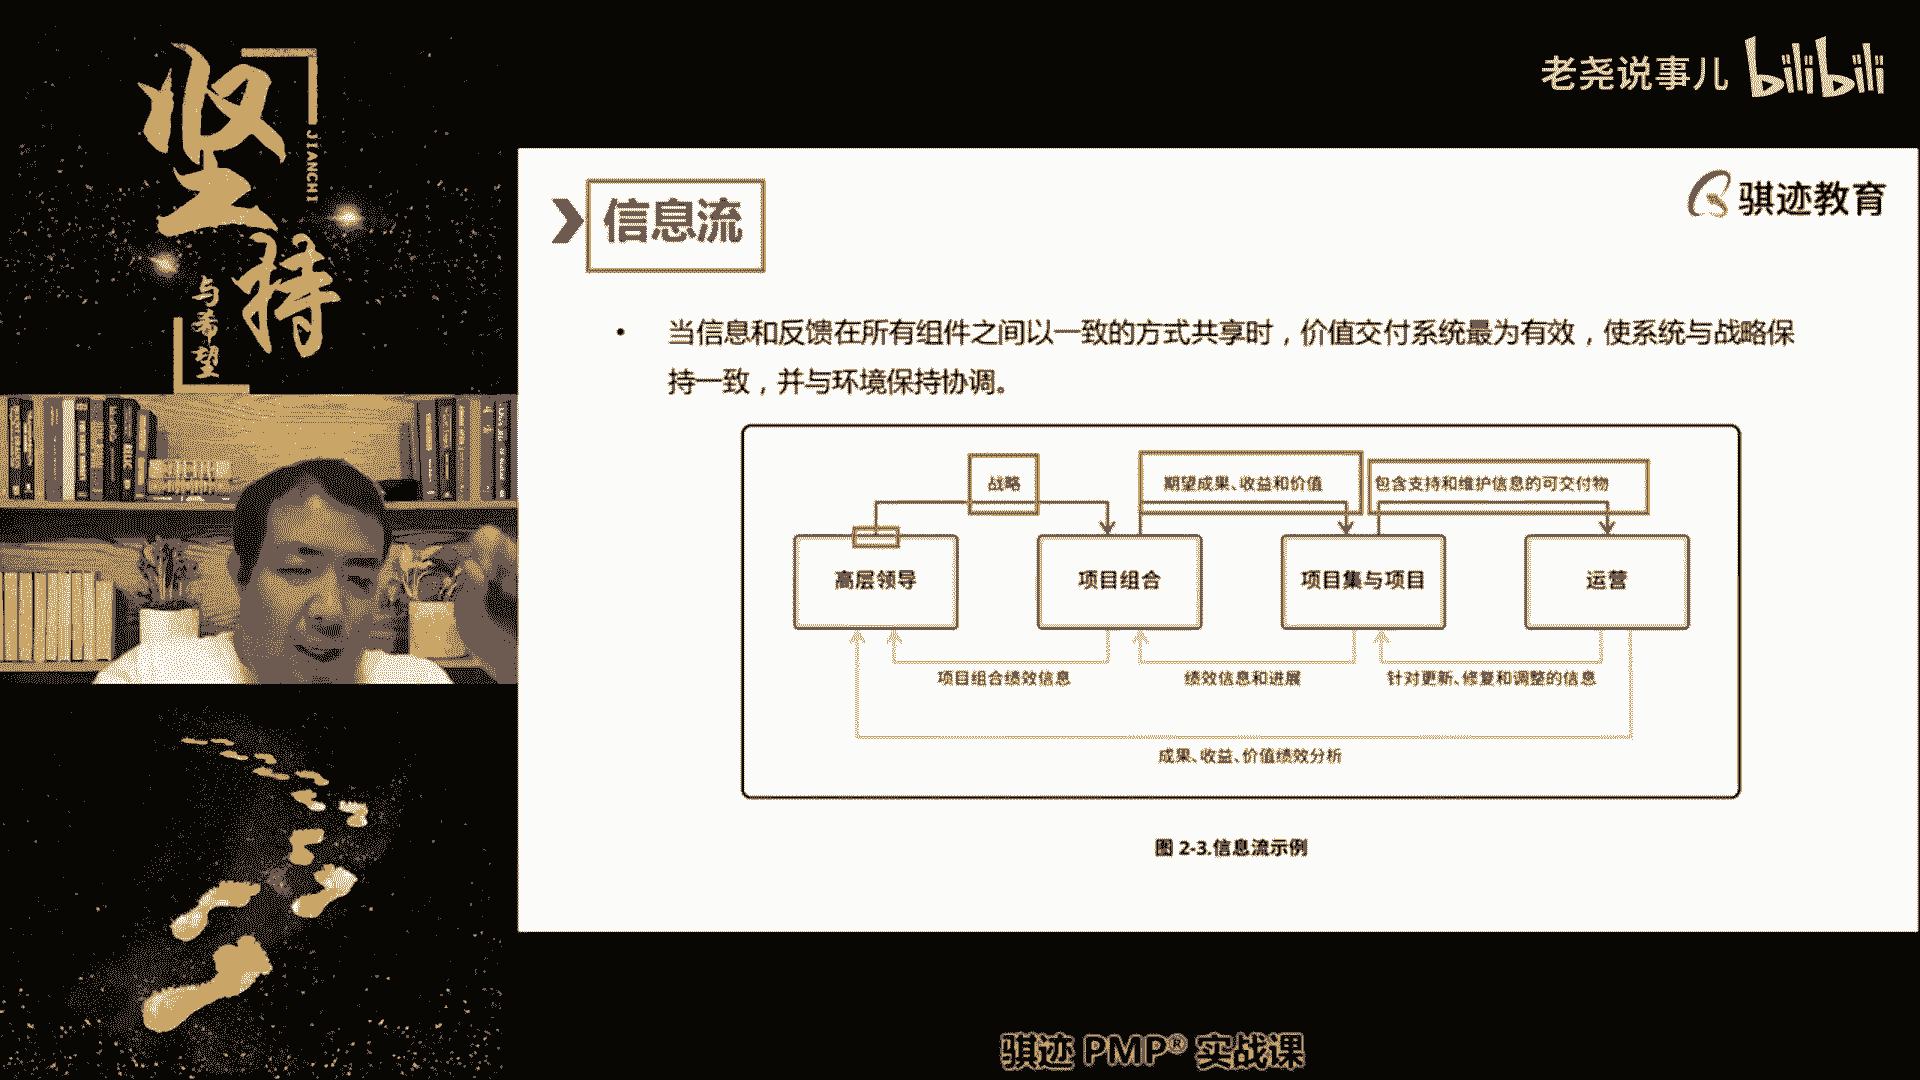 坚持
JIANCHI
与希望
老尧说事儿 bilibili
骐迹教育
信息流
• 当信息和反馈在所有组件之间以一致的方式共享时，价值交付系统最为有效，使系统与战略保
持一致，并与环境保持协调。
战略
期望成果、收益和价值
包含支持和维护信息的可交付物
高层领导
项目组合
项目集与项目
运营
项目组合绩效信息
绩效信息和进展
针对更新、修复和调整的信息
成果、收益、价值绩效分析
图 2-3.信息流示例
骐迹 PMP® 实战课